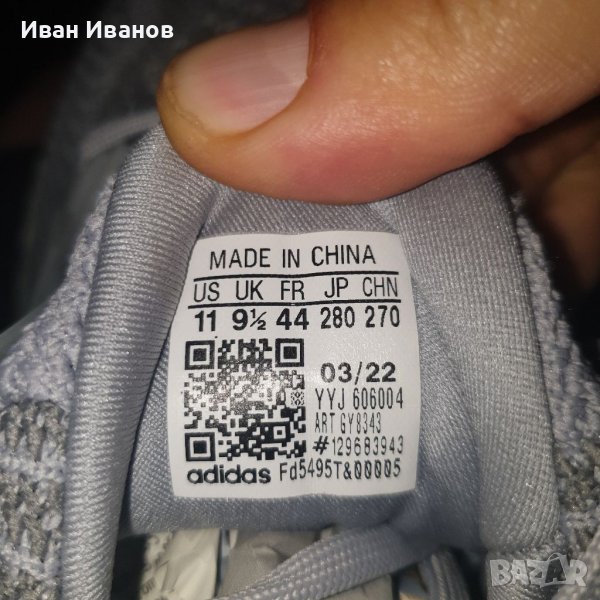 Иван Иванов
MADE IN CHINA
US UK FR JP CHN
11 9½ 44 280 270
03/22
YYJ 606004
ART GY8343
#129683943
adidas Fd5495T&00005
BAZAR